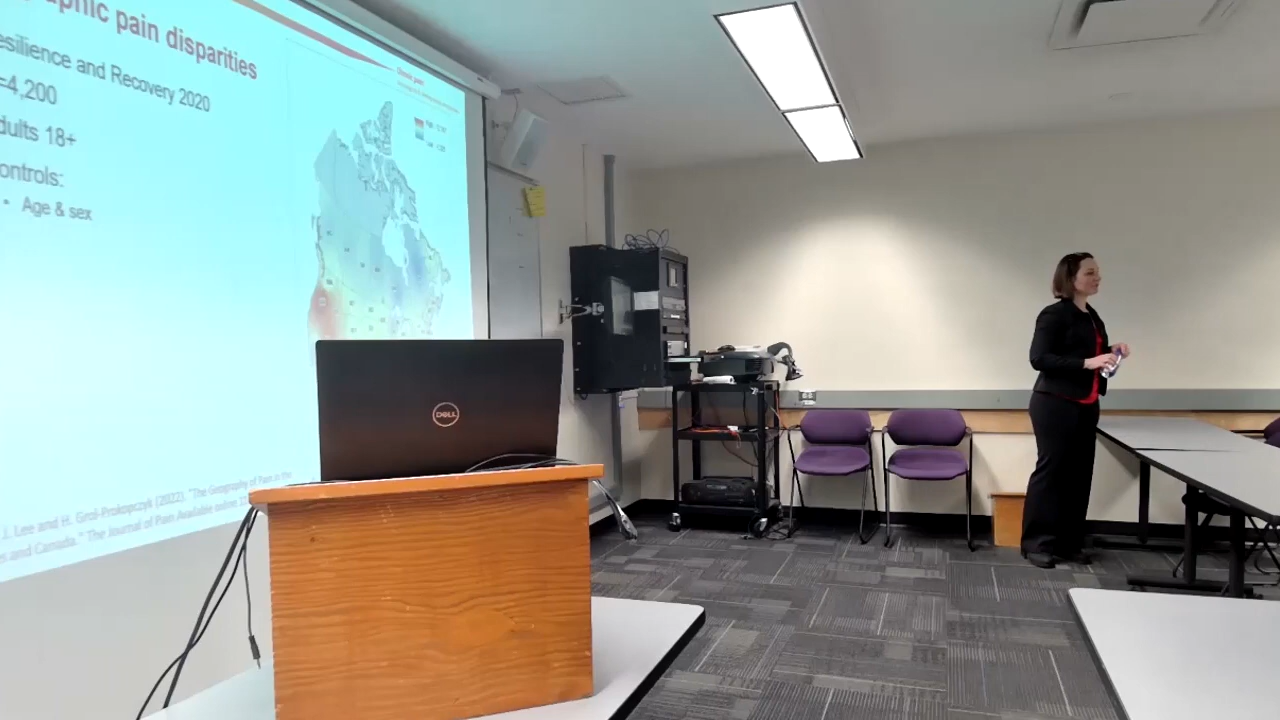 aphic pain disparities
esilience and Recovery 2020
=4,200
dults 18+
ontrols:
• Age & sex
J. Lee and H. Grol-Prokopczyk (2022). "The Geography of Pain in the
es and Canada." The Journal of Pain Available online
DELL